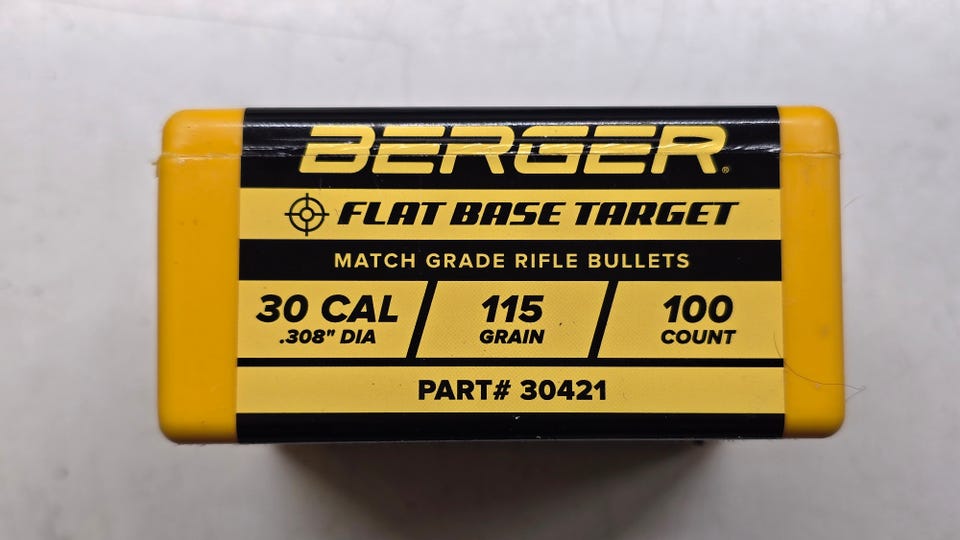 BERGER®
FLAT BASE TARGET
MATCH GRADE RIFLE BULLETS
30 CAL
.308" DIA
115
GRAIN
100
COUNT
PART# 30421